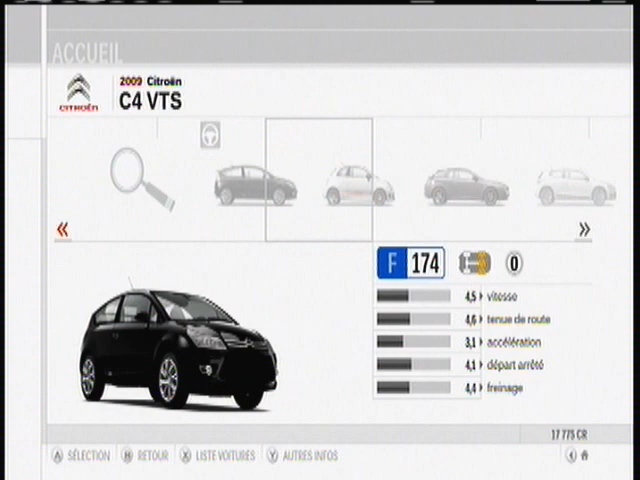 ACCUEIL
2009 Citroën
CITROËN
C4 VTS
F 174 0
4,5 vitesse
4,6 tenue de route
3,1 accélération
4,1 départ arrêté
4,4 freinage
17 775 CR
A SÉLECTION B RETOUR X LISTE VOITURES Y AUTRES INFOS